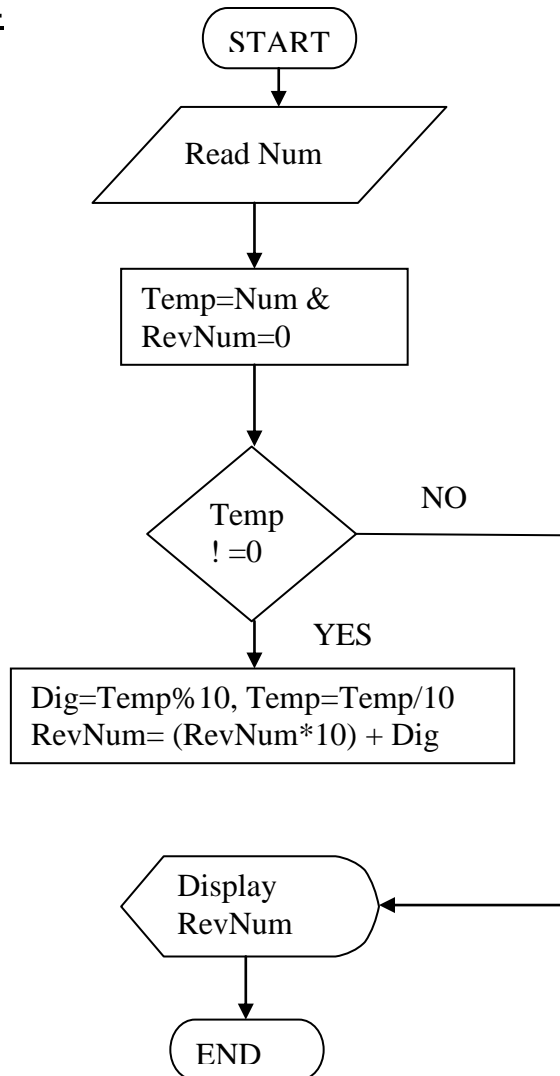 START
Read Num
Temp=Num &
RevNum=0
Temp
! =0
NO
YES
Dig=Temp%10, Temp=Temp/10
RevNum= (RevNum*10) + Dig
Display
RevNum
END